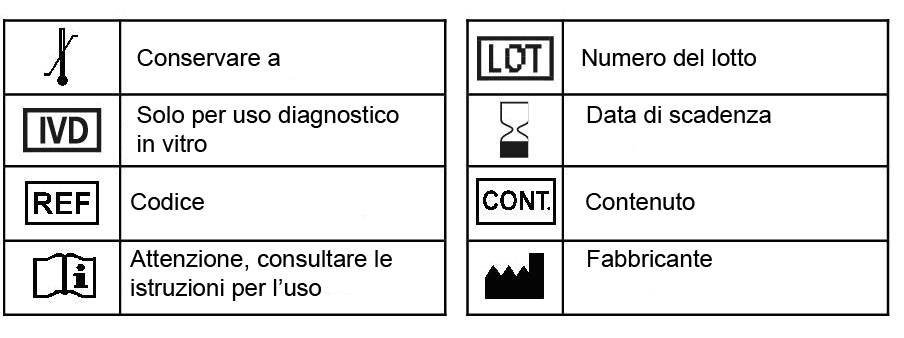 Conservare a
IVD
Solo per uso diagnostico
in vitro
REF
Codice
i
Attenzione, consultare le
istruzioni per l’uso
LOT
Numero del lotto
Data di scadenza
CONT.
Contenuto
Fabbricante